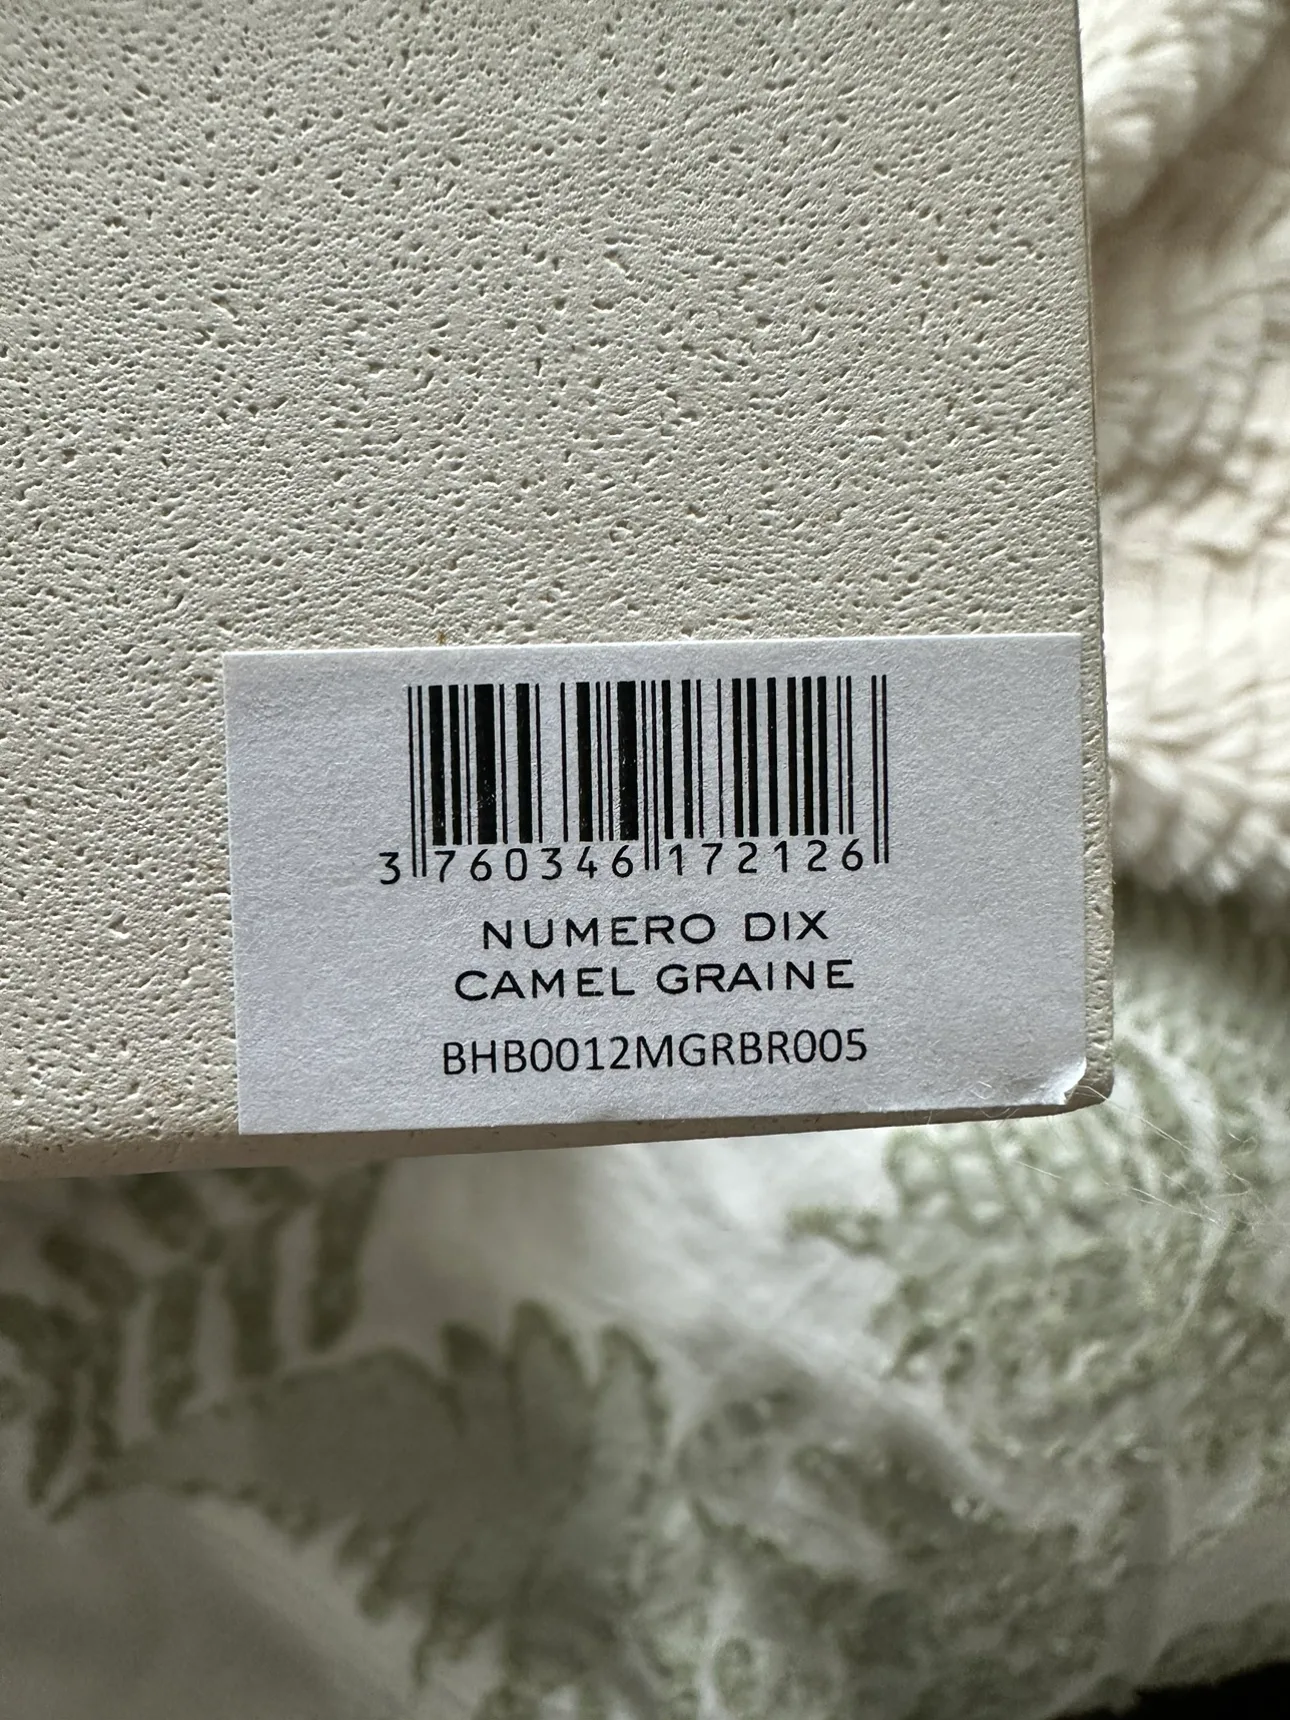 3 760346 172126
NUMERO DIX
CAMEL GRAINE
BHB0012MGRBR005